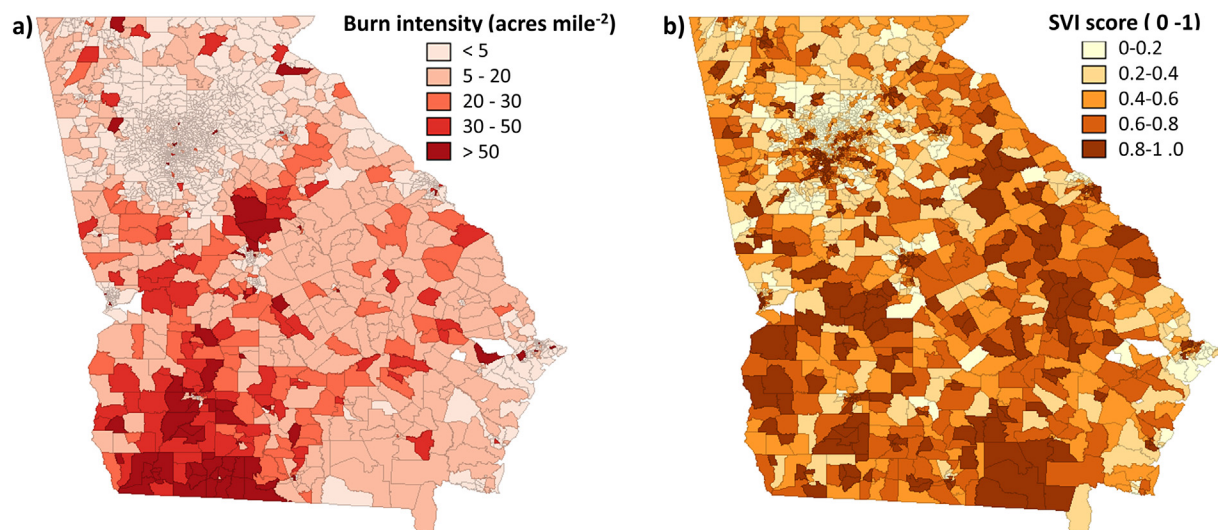 a)
Burn intensity (acres mile-2)
< 5
5 - 20
20 - 30
30 - 50
> 50
b)
SVI score ( 0 -1)
0-0.2
0.2-0.4
0.4-0.6
0.6-0.8
0.8-1 .0